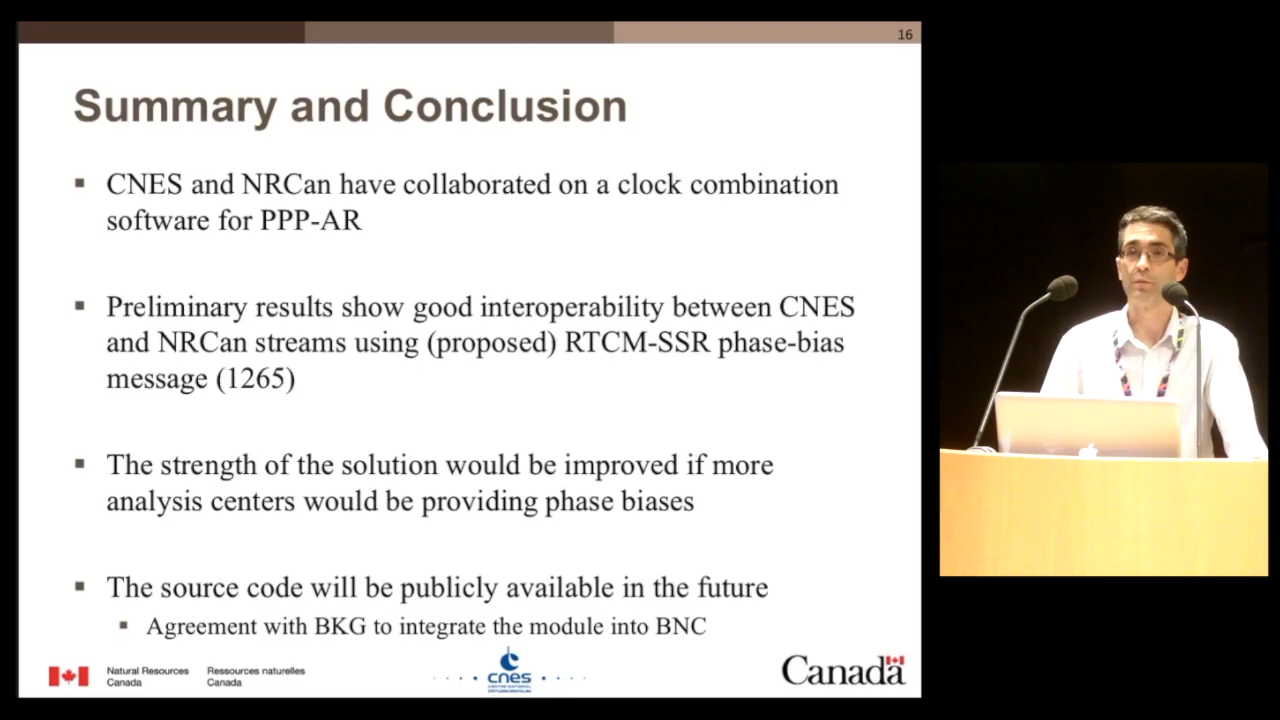 16
Summary and Conclusion
CNES and NRCan have collaborated on a clock combination
software for PPP-AR
Preliminary results show good interoperability between CNES
and NRCan streams using (proposed) RTCM-SSR phase-bias
message (1265)
The strength of the solution would be improved if more
analysis centers would be providing phase biases
The source code will be publicly available in the future
Agreement with BKG to integrate the module into BNC
Natural Resources
Canada
Ressources naturelles
Canada
cnes
Canada